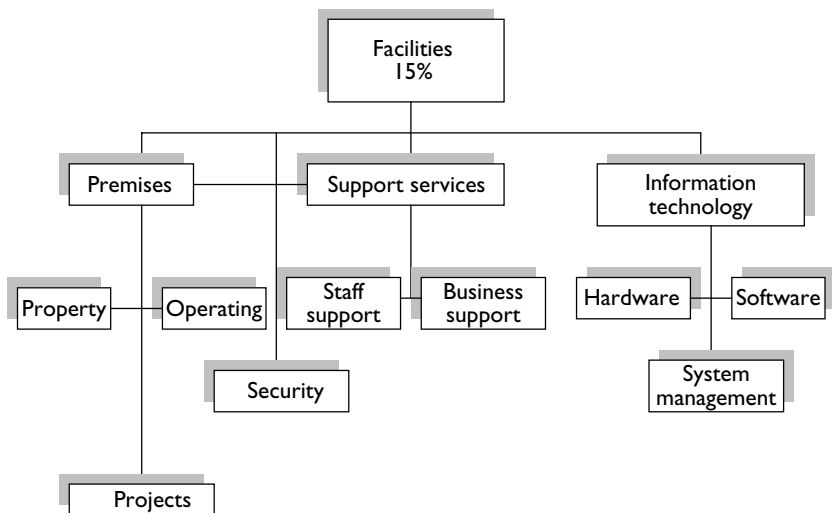 Facilities
15%
Premises
Support services
Information
technology
Property
Operating
Staff
support
Business
support
Hardware
Software
Security
System
management
Projects